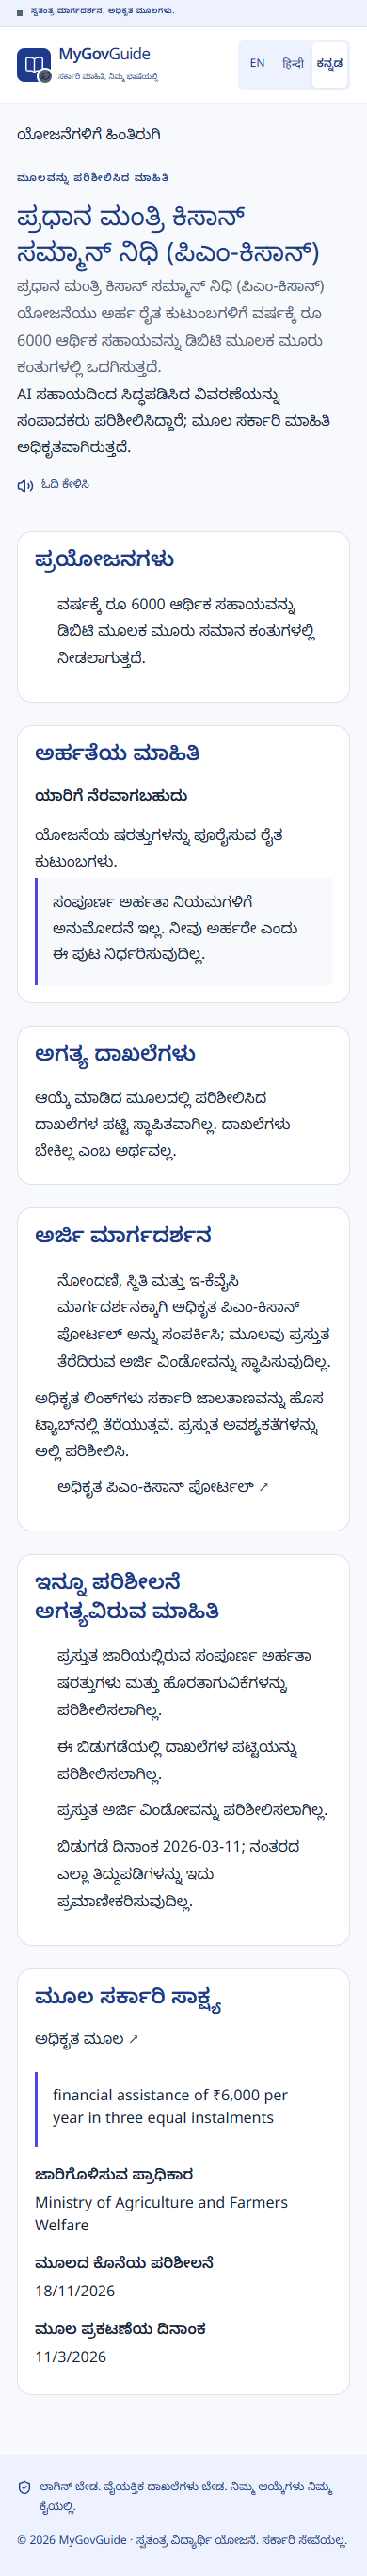 ಸ್ವತಂತ್ರ ಮಾರ್ಗದರ್ಶನ. ಅಧಿಕೃತ ಮೂಲಗಳು.
MyGovGuide
ಸರ್ಕಾರಿ ಮಾಹಿತಿ, ನಿಮ್ಮ ಭಾಷೆಯಲ್ಲಿ
EN हिन्दी ಕನ್ನಡ
ಯೋಜನೆಗಳಿಗೆ ಹಿಂತಿರುಗಿ
ಮೂಲವನ್ನು ಪರಿಶೀಲಿಸಿದ ಮಾಹಿತಿ
ಪ್ರಧಾನ ಮಂತ್ರಿ ಕಿಸಾನ್
ಸಮ್ಮಾನ್ ನಿಧಿ (ಪಿಎಂ-ಕಿಸಾನ್)
ಪ್ರಧಾನ ಮಂತ್ರಿ ಕಿಸಾನ್ ಸಮ್ಮಾನ್ ನಿಧಿ (ಪಿಎಂ-ಕಿಸಾನ್)
ಯೋಜನೆಯು ಅರ್ಹ ರೈತ ಕುಟುಂಬಗಳಿಗೆ ವರ್ಷಕ್ಕೆ ರೂ
6000 ಆರ್ಥಿಕ ಸಹಾಯವನ್ನು ಡಿಬಿಟಿ ಮೂಲಕ ಮೂರು
ಕಂತುಗಳಲ್ಲಿ ಒದಗಿಸುತ್ತದೆ.
AI ಸಹಾಯದಿಂದ ಸಿದ್ಧಪಡಿಸಿದ ವಿವರಣೆಯನ್ನು
ಸಂಪಾದಕರು ಪರಿಶೀಲಿಸಿದ್ದಾರೆ; ಮೂಲ ಸರ್ಕಾರಿ ಮಾಹಿತಿ
ಅಧಿಕೃತವಾಗಿರುತ್ತದೆ.
ಓದಿ ಕೇಳಿಸಿ
ಪ್ರಯೋಜನಗಳು
ವರ್ಷಕ್ಕೆ ರೂ 6000 ಆರ್ಥಿಕ ಸಹಾಯವನ್ನು
ಡಿಬಿಟಿ ಮೂಲಕ ಮೂರು ಸಮಾನ ಕಂತುಗಳಲ್ಲಿ
ನೀಡಲಾಗುತ್ತದೆ.
ಅರ್ಹತೆಯ ಮಾಹಿತಿ
ಯಾರಿಗೆ ನೆರವಾಗಬಹುದು
ಯೋಜನೆಯ ಷರತ್ತುಗಳನ್ನು ಪೂರೈಸುವ ರೈತ
ಕುಟುಂಬಗಳು.
ಸಂಪೂರ್ಣ ಅರ್ಹತಾ ನಿಯಮಗಳಿಗೆ
ಅನುಮೋದನೆ ಇಲ್ಲ. ನೀವು ಅರ್ಹರೇ ಎಂದು
ಈ ಪುಟ ನಿರ್ಧರಿಸುವುದಿಲ್ಲ.
ಅಗತ್ಯ ದಾಖಲೆಗಳು
ಆಯ್ಕೆ ಮಾಡಿದ ಮೂಲದಲ್ಲಿ ಪರಿಶೀಲಿಸಿದ
ದಾಖಲೆಗಳ ಪಟ್ಟಿ ಸ್ಥಾಪಿತವಾಗಿಲ್ಲ. ದಾಖಲೆಗಳು
ಬೇಕಿಲ್ಲ ಎಂಬ ಅರ್ಥವಲ್ಲ.
ಅರ್ಜಿ ಮಾರ್ಗದರ್ಶನ
ನೋಂದಣಿ, ಸ್ಥಿತಿ ಮತ್ತು ಇ-ಕೆವೈಸಿ
ಮಾರ್ಗದರ್ಶನಕ್ಕಾಗಿ ಅಧಿಕೃತ ಪಿಎಂ-ಕಿಸಾನ್
ಪೋರ್ಟಲ್ ಅನ್ನು ಸಂಪರ್ಕಿಸಿ; ಮೂಲವು ಪ್ರಸ್ತುತ
ತೆರೆದಿರುವ ಅರ್ಜಿ ವಿಂಡೋವನ್ನು ಸ್ಥಾಪಿಸುವುದಿಲ್ಲ.
ಅಧಿಕೃತ ಲಿಂಕ್‌ಗಳು ಸರ್ಕಾರಿ ಜಾಲತಾಣವನ್ನು ಹೊಸ
ಟ್ಯಾಬ್‌ನಲ್ಲಿ ತೆರೆಯುತ್ತವೆ. ಪ್ರಸ್ತುತ ಅವಶ್ಯಕತೆಗಳನ್ನು
ಅಲ್ಲಿ ಪರಿಶೀಲಿಸಿ.
ಅಧಿಕೃತ ಪಿಎಂ-ಕಿಸಾನ್ ಪೋರ್ಟಲ್ ↗
ಇನ್ನೂ ಪರಿಶೀಲನೆ
ಅಗತ್ಯವಿರುವ ಮಾಹಿತಿ
ಪ್ರಸ್ತುತ ಜಾರಿಯಲ್ಲಿರುವ ಸಂಪೂರ್ಣ ಅರ್ಹತಾ
ಷರತ್ತುಗಳು ಮತ್ತು ಹೊರತಾಗುವಿಕೆಗಳನ್ನು
ಪರಿಶೀಲಿಸಲಾಗಿಲ್ಲ.
ಈ ಬಿಡುಗಡೆಯಲ್ಲಿ ದಾಖಲೆಗಳ ಪಟ್ಟಿಯನ್ನು
ಪರಿಶೀಲಿಸಲಾಗಿಲ್ಲ.
ಪ್ರಸ್ತುತ ಅರ್ಜಿ ವಿಂಡೋವನ್ನು ಪರಿಶೀಲಿಸಲಾಗಿಲ್ಲ.
ಬಿಡುಗಡೆ ದಿನಾಂಕ 2026-03-11; ನಂತರದ
ಎಲ್ಲಾ ತಿದ್ದುಪಡಿಗಳನ್ನು ಇದು
ಪ್ರಮಾಣೀಕರಿಸುವುದಿಲ್ಲ.
ಮೂಲ ಸರ್ಕಾರಿ ಸಾಕ್ಷ್ಯ
ಅಧಿಕೃತ ಮೂಲ ↗
financial assistance of ₹6,000 per
year in three equal instalments
ಜಾರಿಗೊಳಿಸುವ ಪ್ರಾಧಿಕಾರ
Ministry of Agriculture and Farmers
Welfare
ಮೂಲದ ಕೊನೆಯ ಪರಿಶೀಲನೆ
18/11/2026
ಮೂಲ ಪ್ರಕಟಣೆಯ ದಿನಾಂಕ
11/3/2026
ಲಾಗಿನ್ ಬೇಡ. ವೈಯಕ್ತಿಕ ದಾಖಲೆಗಳು ಬೇಡ. ನಿಮ್ಮ ಆಯ್ಕೆಗಳು ನಿಮ್ಮ
ಕೈಯಲ್ಲಿ.
© 2026 MyGovGuide · ಸ್ವತಂತ್ರ ವಿದ್ಯಾರ್ಥಿ ಯೋಜನೆ. ಸರ್ಕಾರಿ ಸೇವೆಯಲ್ಲ.